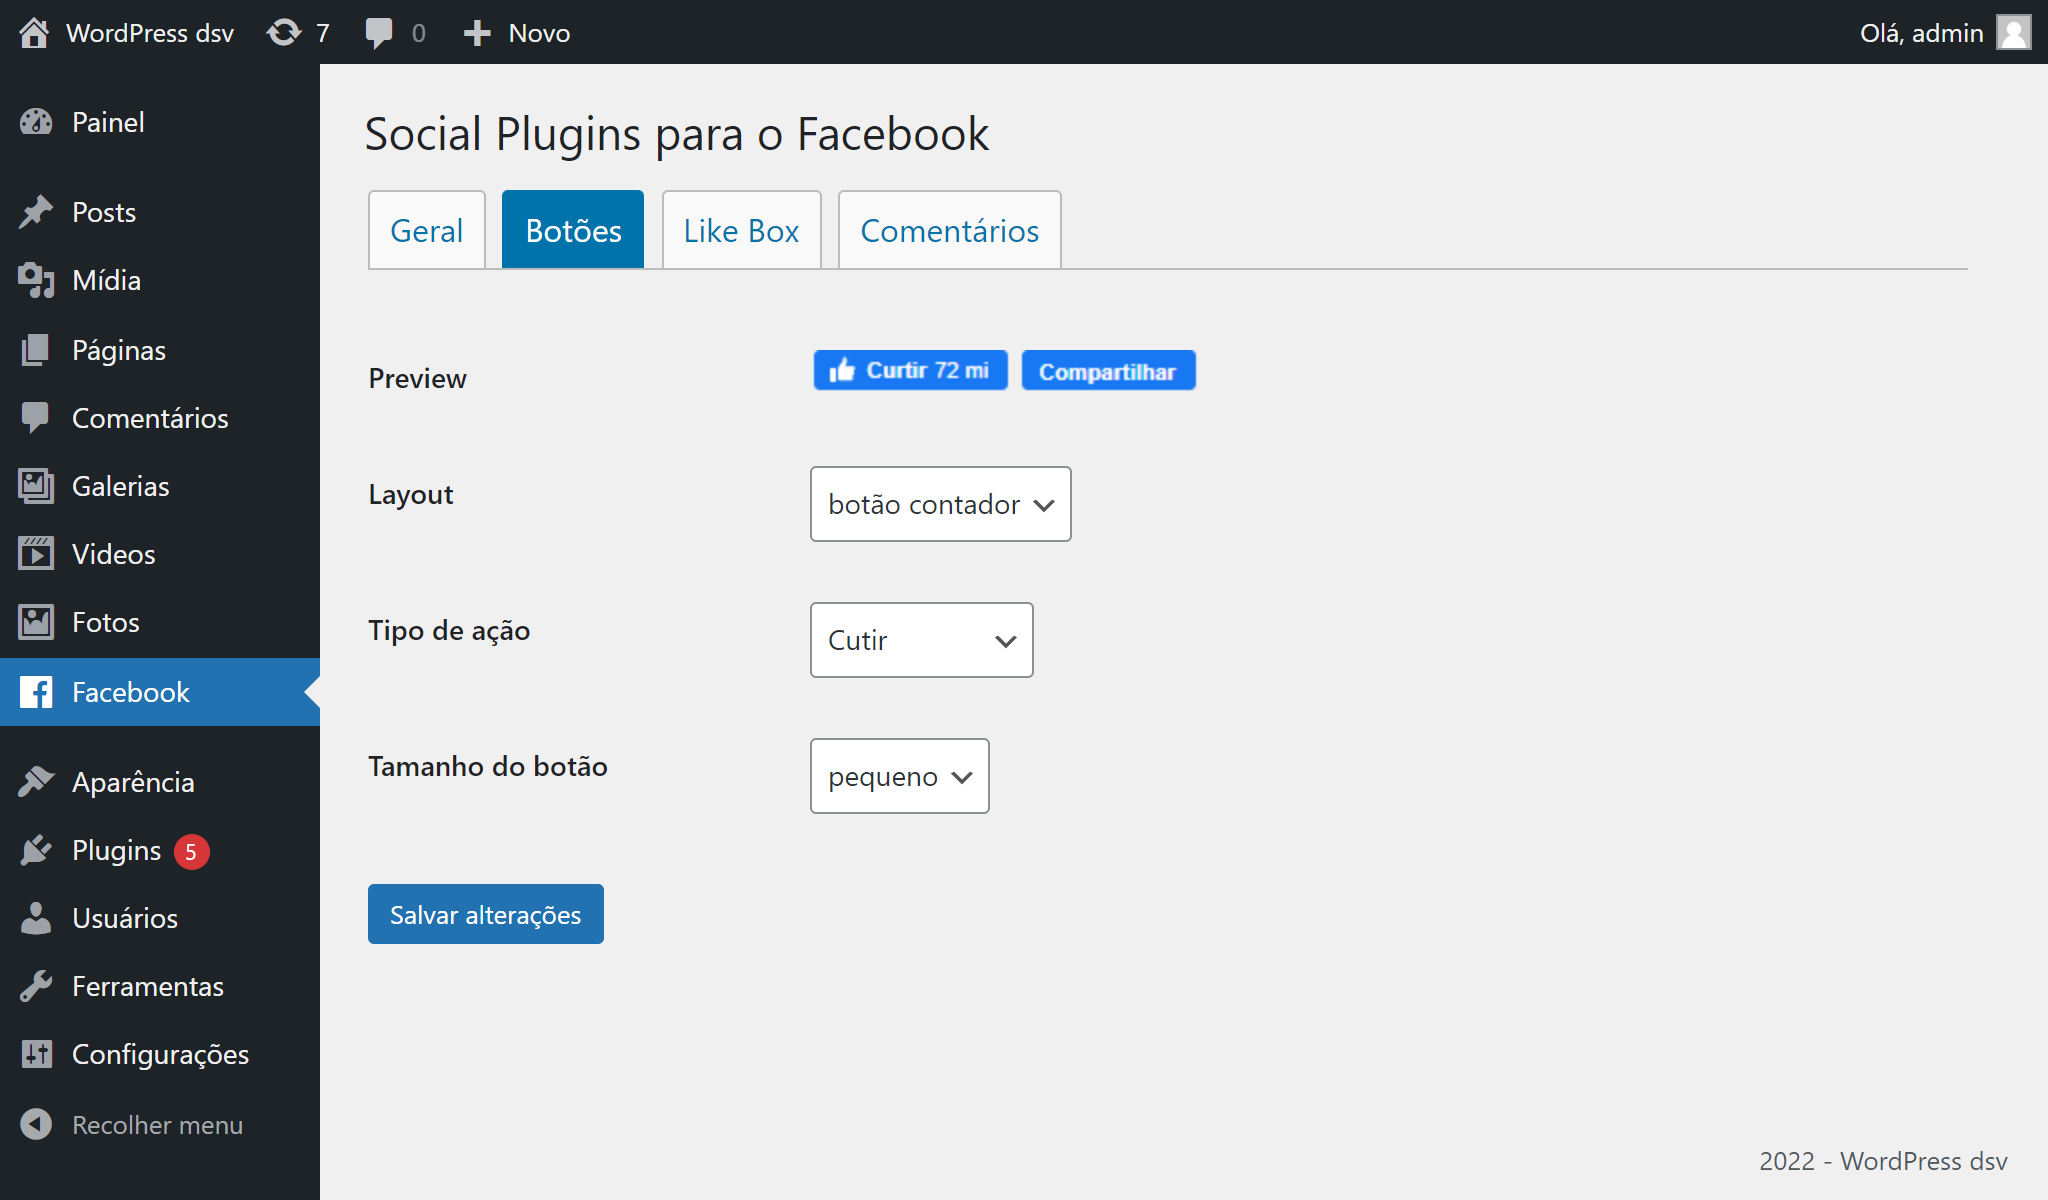 WordPress dsv 7 0 Novo Olá, admin
Painel
Posts
Mídia
Páginas
Comentários
Galerias
Videos
Fotos
Facebook
Aparência
Plugins 5
Usuários
Ferramentas
Configurações
Recolher menu
Social Plugins para o Facebook
Geral Botões Like Box Comentários
Preview Curtir 72 mi Compartilhar
Layout botão contador
Tipo de ação Cutir
Tamanho do botão pequeno
Salvar alterações
2022 - WordPress dsv